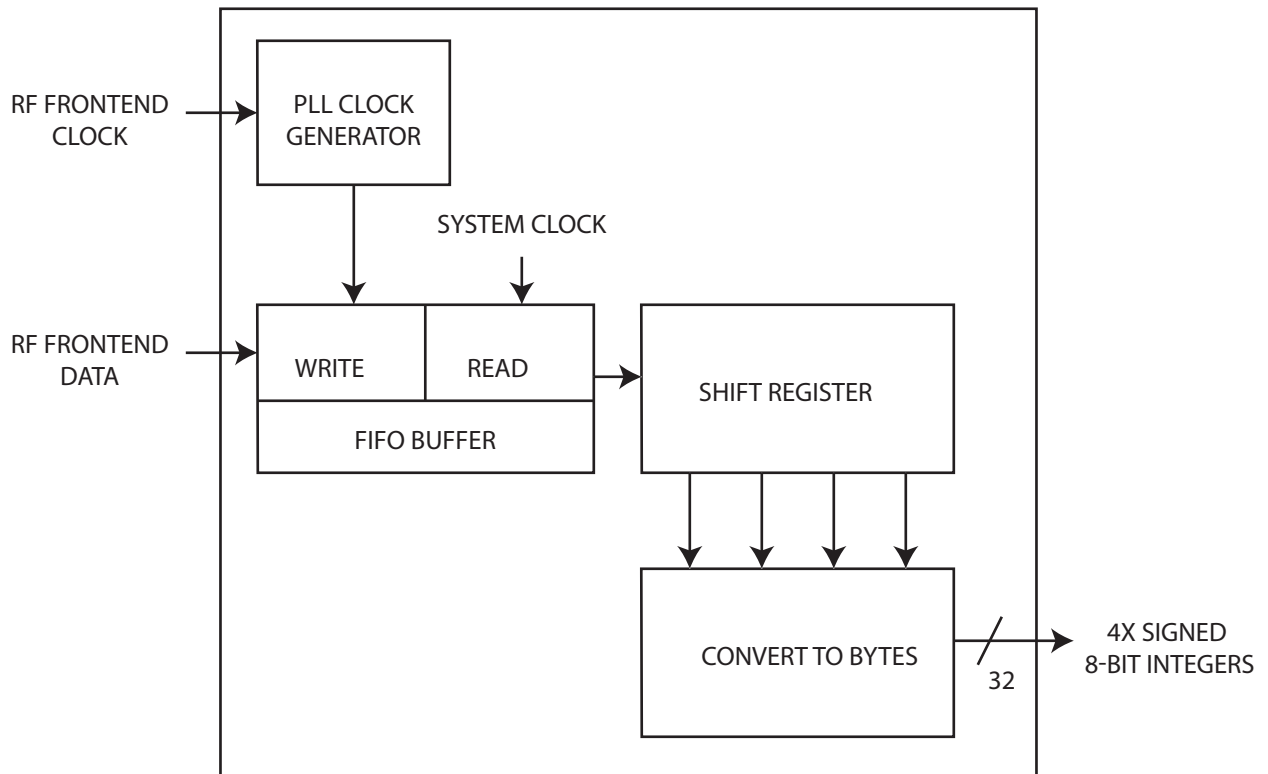 RF FRONTEND
CLOCK
PLL CLOCK
GENERATOR
SYSTEM CLOCK
RF FRONTEND
DATA
WRITE
READ
FIFO BUFFER
SHIFT REGISTER
CONVERT TO BYTES
32
4X SIGNED
8-BIT INTEGERS